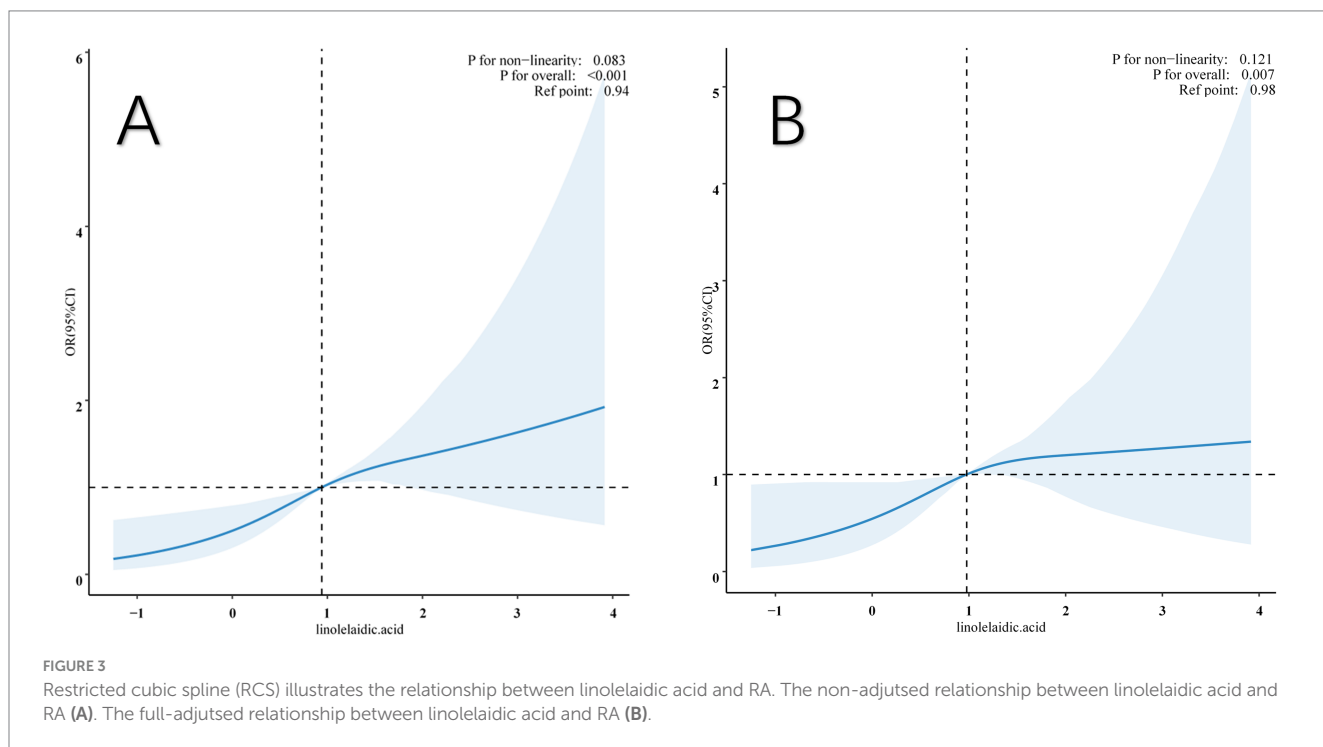 A
P for non−linearity: 0.083
P for overall: <0.001
Ref point: 0.94
6
4
2
0
OR(95%CI)
−1 0 1 2 3 4
linolelaidic.acid
B
P for non−linearity: 0.121
P for overall: 0.007
Ref point: 0.98
5
4
3
2
1
0
OR(95%CI)
−1 0 1 2 3 4
linolelaidic.acid
FIGURE 3
Restricted cubic spline (RCS) illustrates the relationship between linolelaidic acid and RA. The non-adjutsed relationship between linolelaidic acid and
RA (A). The full-adjutsed relationship between linolelaidic acid and RA (B).